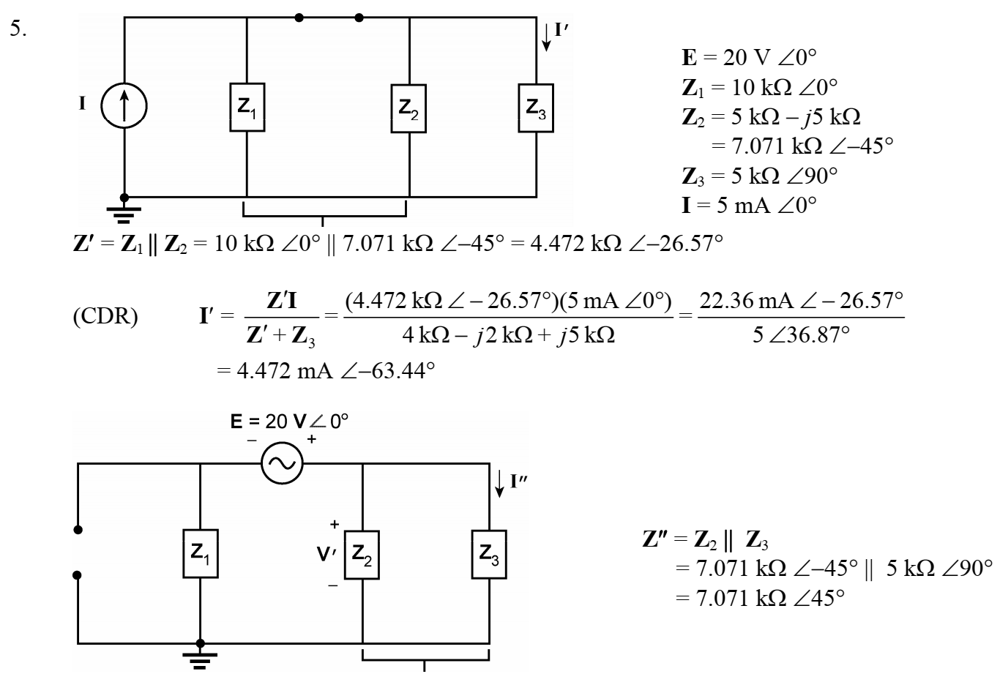 5.
I′
I
Z₁
Z₂
Z₃
E = 20 V ∠0°
Z₁ = 10 kΩ ∠0°
Z₂ = 5 kΩ – j5 kΩ
= 7.071 kΩ ∠–45°
Z₃ = 5 kΩ ∠90°
I = 5 mA ∠0°
Z′ = Z₁ || Z₂ = 10 kΩ ∠0° || 7.071 kΩ ∠–45° = 4.472 kΩ ∠–26.57°
(CDR) I′ = Z′I / (Z′ + Z₃) = (4.472 kΩ ∠ – 26.57°)(5 mA ∠0°) / (4 kΩ – j2 kΩ + j5 kΩ) = 22.36 mA ∠ – 26.57° / 5 ∠36.87°
= 4.472 mA ∠–63.44°
E = 20 V ∠ 0°
– +
I″
Z₁
+
V′ Z₂
–
Z₃
Z″ = Z₂ || Z₃
= 7.071 kΩ ∠–45° || 5 kΩ ∠90°
= 7.071 kΩ ∠45°